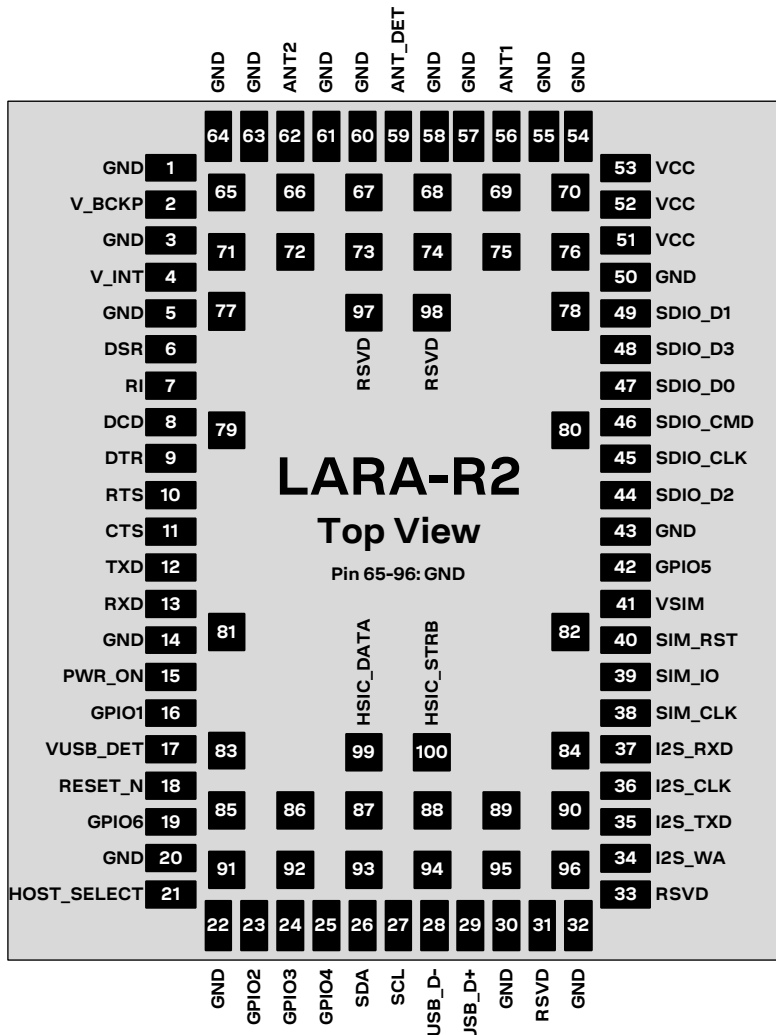 GND GND ANT2 GND GND ANT_DET GND GND ANT1 GND GND
64 63 62 61 60 59 58 57 56 55 54
GND 1 53 VCC
65 66 67 68 69 70
V_BCKP 2 52 VCC
GND 3 51 VCC
71 72 73 74 75 76
V_INT 4 50 GND
GND 5 77 97 98 78 49 SDIO_D1
DSR 6 RSVD RSVD 48 SDIO_D3
RI 7 47 SDIO_D0
DCD 8 79 80 46 SDIO_CMD
DTR 9 45 SDIO_CLK
LARA-R2
RTS 10 44 SDIO_D2
CTS 11 Top View 43 GND
TXD 12 Pin 65-96: GND 42 GPIO5
RXD 13 41 VSIM
GND 14 81 82 40 SIM_RST
PWR_ON 15 HSIC_DATA HSIC_STRB 39 SIM_IO
GPIO1 16 38 SIM_CLK
VUSB_DET 17 83 99 100 84 37 I2S_RXD
RESET_N 18 36 I2S_CLK
85 86 87 88 89 90
GPIO6 19 35 I2S_TXD
GND 20 34 I2S_WA
91 92 93 94 95 96
HOST_SELECT 21 33 RSVD
22 23 24 25 26 27 28 29 30 31 32
GND GPIO2 GPIO3 GPIO4 SDA SCL USB_D- USB_D+ GND RSVD GND